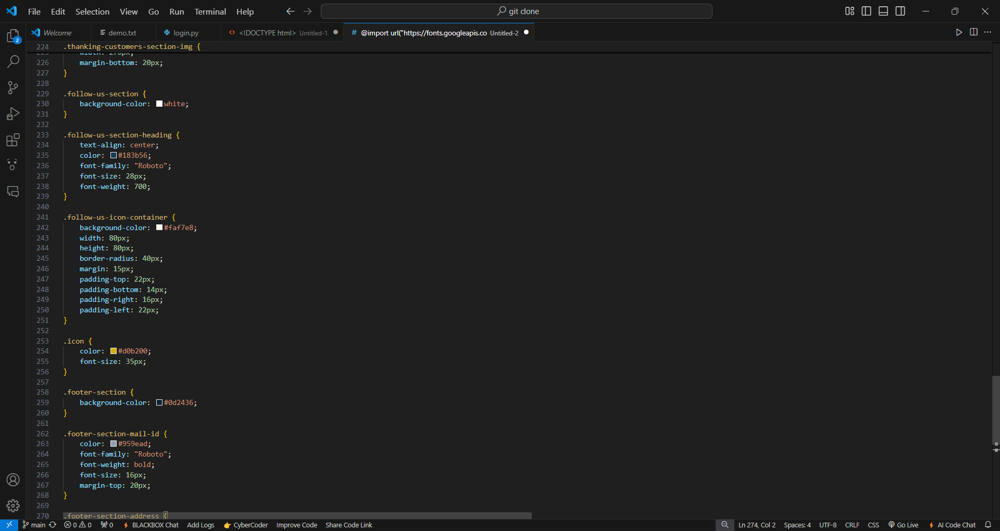 File Edit Selection View Go Run Terminal Help
git clone
Welcome
demo.txt
login.py
<!DOCTYPE html> Untitled-1
# @import url("https://fonts.googleapis.co Untitled-2
2
224 .thanking-customers-section-img {
225 width: 270px;
226 margin-bottom: 20px;
227 }
228
229 .follow-us-section {
230 background-color: white;
231 }
232
233 .follow-us-section-heading {
234 text-align: center;
235 color: #183b56;
236 font-family: "Roboto";
237 font-size: 28px;
238 font-weight: 700;
239 }
240
241 .follow-us-icon-container {
242 background-color: #faf7e8;
243 width: 80px;
244 height: 80px;
245 border-radius: 40px;
246 margin: 15px;
247 padding-top: 22px;
248 padding-bottom: 14px;
249 padding-right: 16px;
250 padding-left: 22px;
251 }
252
253 .icon {
254 color: #d0b200;
255 font-size: 35px;
256 }
257
258 .footer-section {
259 background-color: #0d2436;
260 }
261
262 .footer-section-mail-id {
263 color: #959ead;
264 font-family: "Roboto";
265 font-weight: bold;
266 font-size: 16px;
267 margin-top: 20px;
268 }
269
270 .footer-section-address {
main 0 0 0 BLACKBOX Chat Add Logs CyberCoder Improve Code Share Code Link Ln 274, Col 2 Spaces: 4 UTF-8 CRLF CSS Go Live AI Code Chat